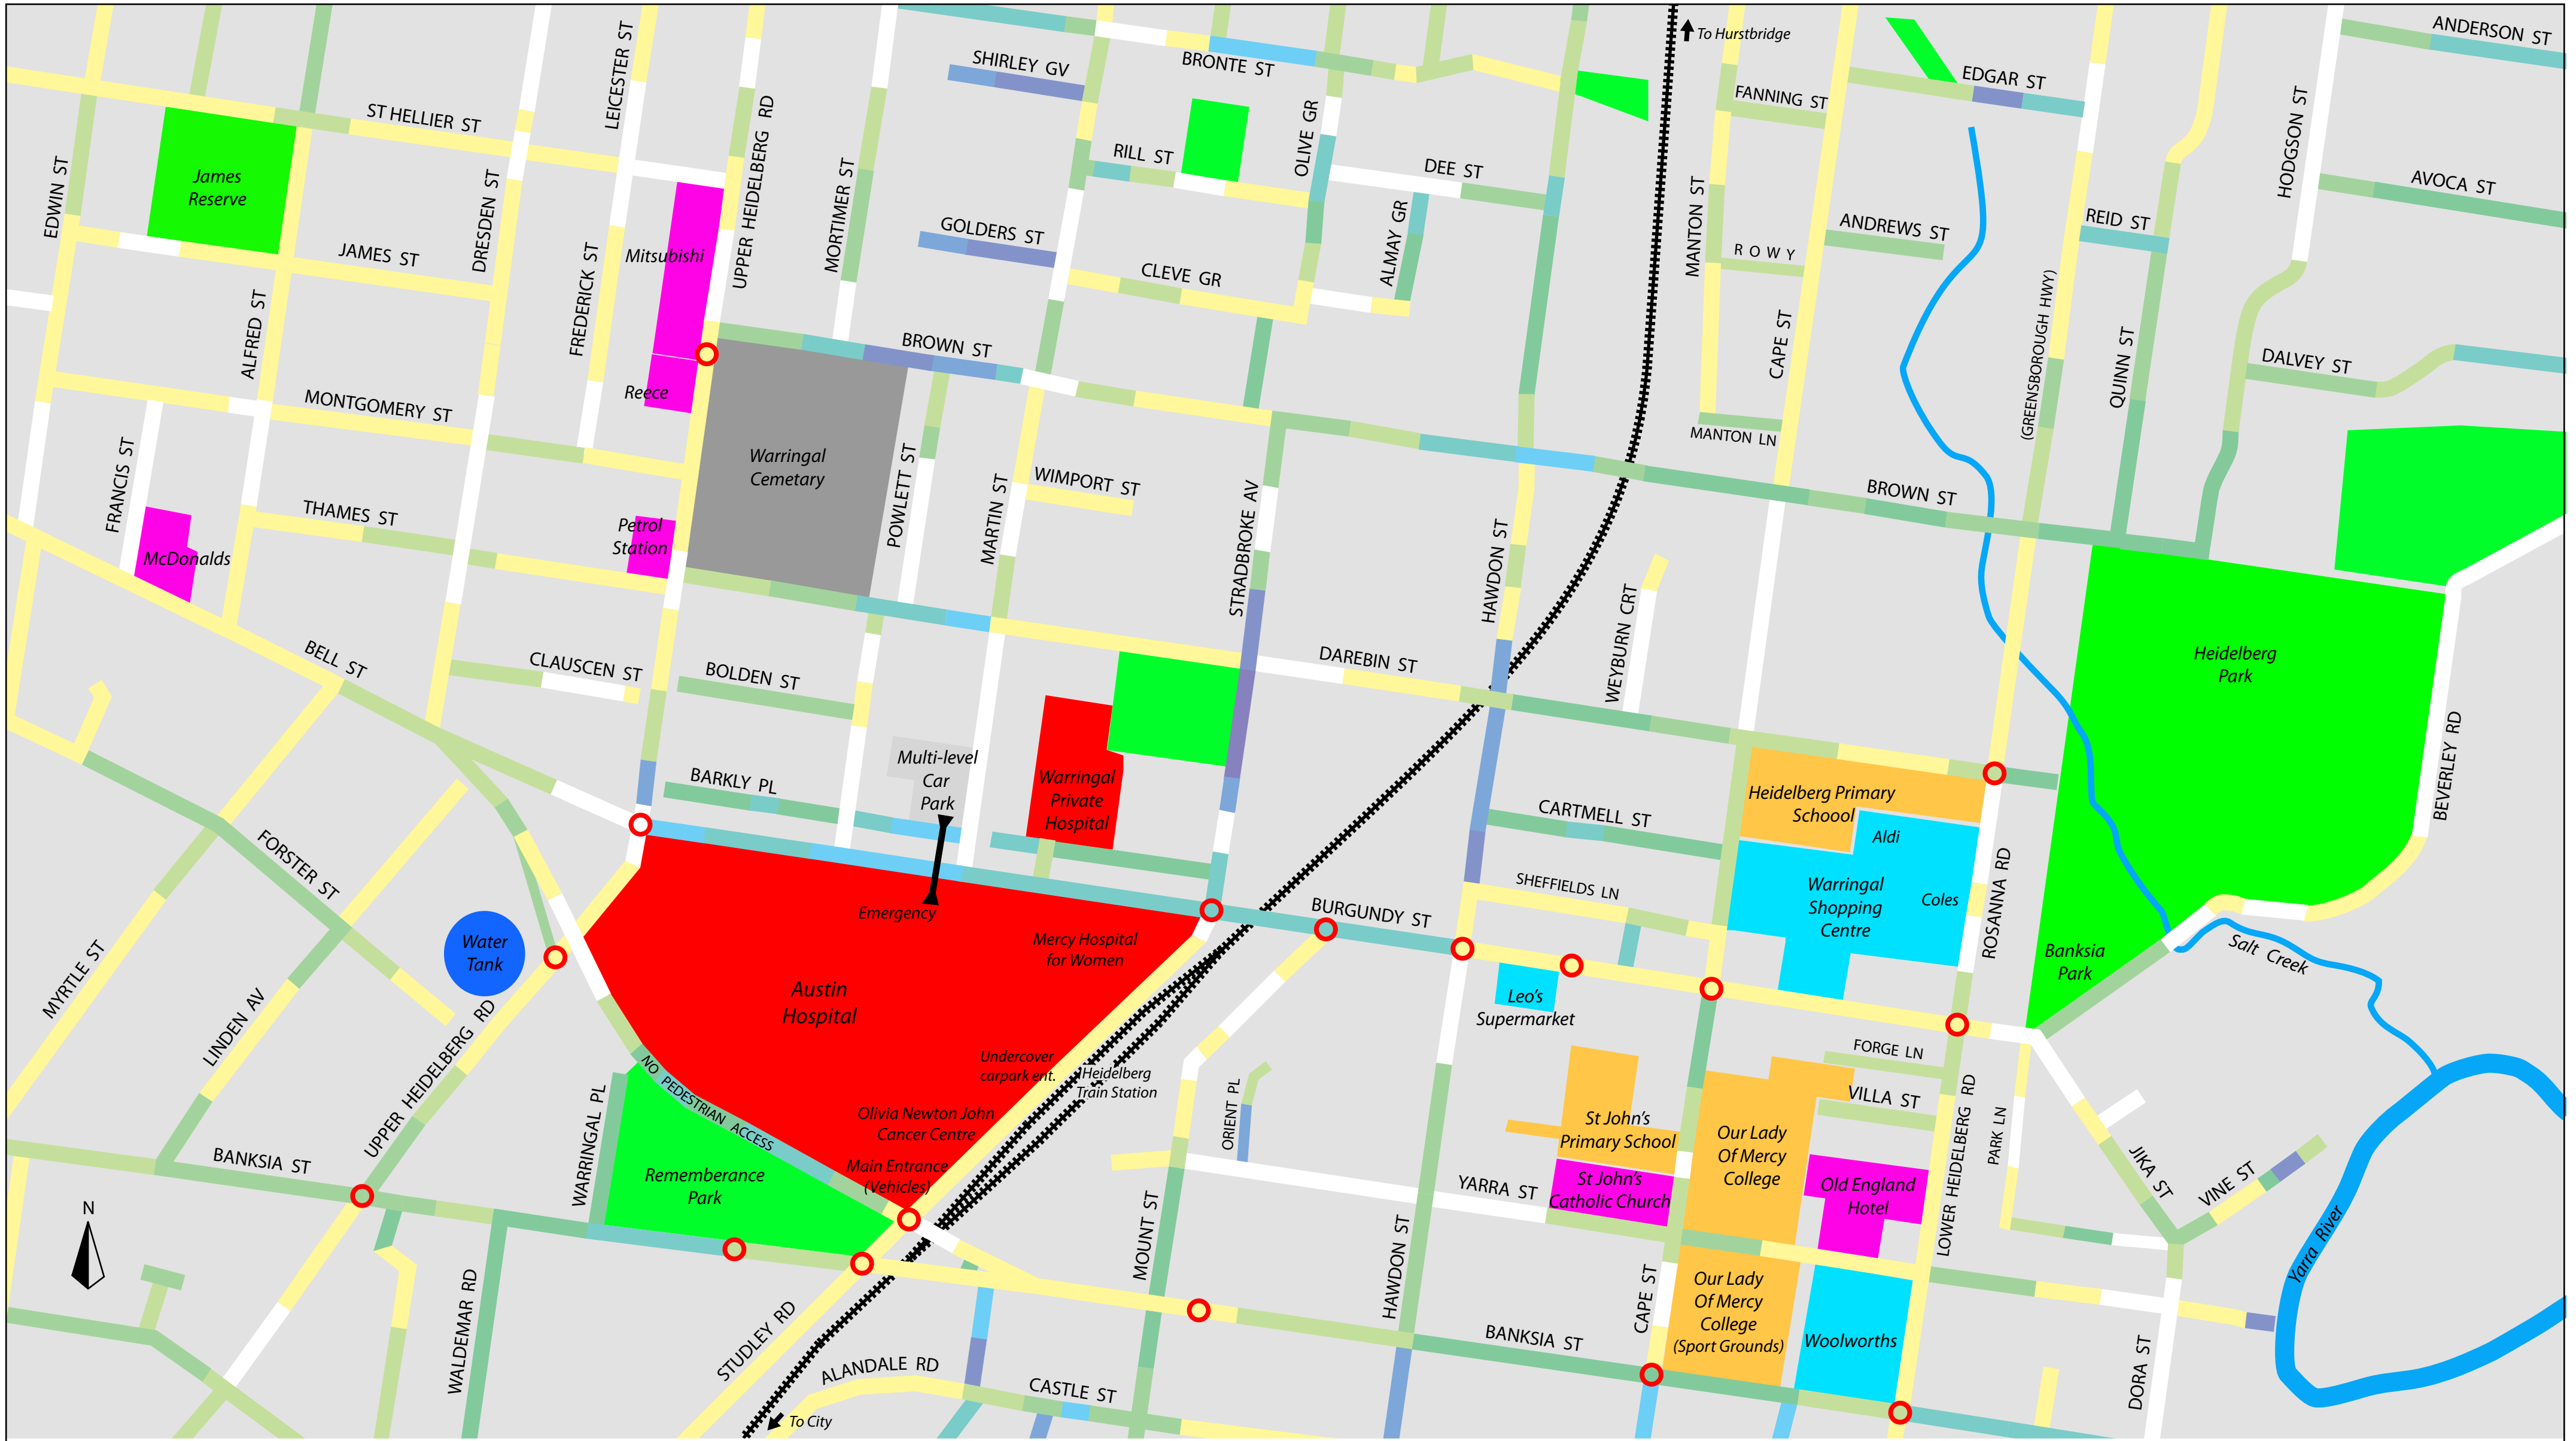 To Hurstbridge
ANDERSON ST
LEICESTER ST
SHIRLEY GV
BRONTE ST
EDGAR ST
FANNING ST
ST HELLIER ST
UPPER HEIDELBERG RD
OLIVE GR
HODGSON ST
EDWIN ST
James
Reserve
DRESDEN ST
MORTIMER ST
RILL ST
DEE ST
AVOCA ST
MANTON ST
ALMAY GR
REID ST
ANDREWS ST
JAMES ST
FREDERICK ST
Mitsubishi
GOLDERS ST
CLEVE GR
ROWY
(GREENSBOROUGH HWY)
ALFRED ST
BROWN ST
CAPE ST
QUINN ST
DALVEY ST
Reece
MONTGOMERY ST
MANTON LN
FRANCIS ST
Warringal
Cemetary
POWLETT ST
MARTIN ST
WIMPORT ST
STRADBROKE AV
HAWDON ST
BROWN ST
THAMES ST
Petrol
Station
McDonalds
WEYBURN CRT
BELL ST
CLAUSCEN ST
BOLDEN ST
DAREBIN ST
Heidelberg
Park
BEVERLEY RD
BARKLY PL
Multi-level
Car
Park
Warringal
Private
Hospital
CARTMELL ST
Heidelberg Primary
Schoool
Aldi
FORSTER ST
SHEFFIELDS LN
Warringal
Shopping
Centre
Coles
ROSANNA RD
Emergency
BURGUNDY ST
Water
Tank
Mercy Hospital
for Women
Banksia
Park
Salt Creek
MYRTLE ST
LINDEN AV
UPPER HEIDELBERG RD
Austin
Hospital
Leo's
Supermarket
Undercover
carpark ent.
Heidelberg
Train Station
FORGE LN
NO PEDESTRIAN ACCESS
WARRINGAL PL
Olivia Newton John
Cancer Centre
ORIENT PL
St John's
Primary School
VILLA ST
Our Lady
Of Mercy
College
LOWER HEIDELBERG RD
PARK LN
BANKSIA ST
Rememberance
Park
Main Entrance
(Vehicles)
YARRA ST
St John's
Catholic Church
Old England
Hotel
JIKA ST
VINE ST
N
MOUNT ST
HAWDON ST
Yarra River
WALDEMAR RD
STUDLEY RD
CAPE ST
Our Lady
Of Mercy
College
(Sport Grounds)
Woolworths
BANKSIA ST
ALANDALE RD
CASTLE ST
DORA ST
To City